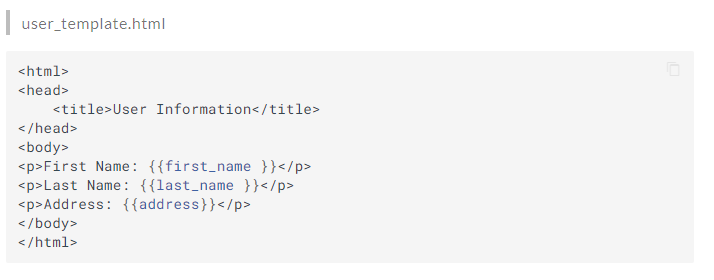 user_template.html
<html>
<head>
    <title>User Information</title>
</head>
<body>
<p>First Name: {{first_name }}</p>
<p>Last Name: {{last_name }}</p>
<p>Address: {{address}}</p>
</body>
</html>